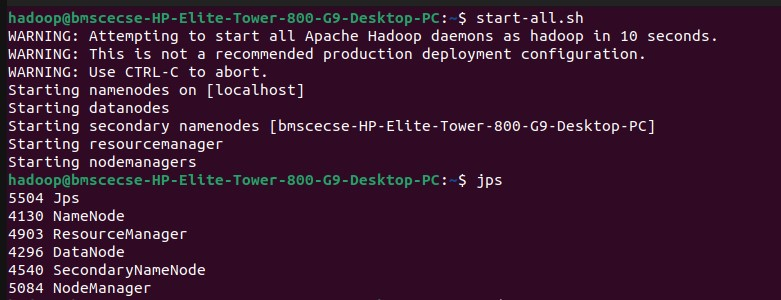 hadoop@bmscecse-HP-Elite-Tower-800-G9-Desktop-PC:~$ start-all.sh
WARNING: Attempting to start all Apache Hadoop daemons as hadoop in 10 seconds.
WARNING: This is not a recommended production deployment configuration.
WARNING: Use CTRL-C to abort.
Starting namenodes on [localhost]
Starting datanodes
Starting secondary namenodes [bmscecse-HP-Elite-Tower-800-G9-Desktop-PC]
Starting resourcemanager
Starting nodemanagers
hadoop@bmscecse-HP-Elite-Tower-800-G9-Desktop-PC:~$ jps
5504 Jps
4130 NameNode
4903 ResourceManager
4296 DataNode
4540 SecondaryNameNode
5084 NodeManager